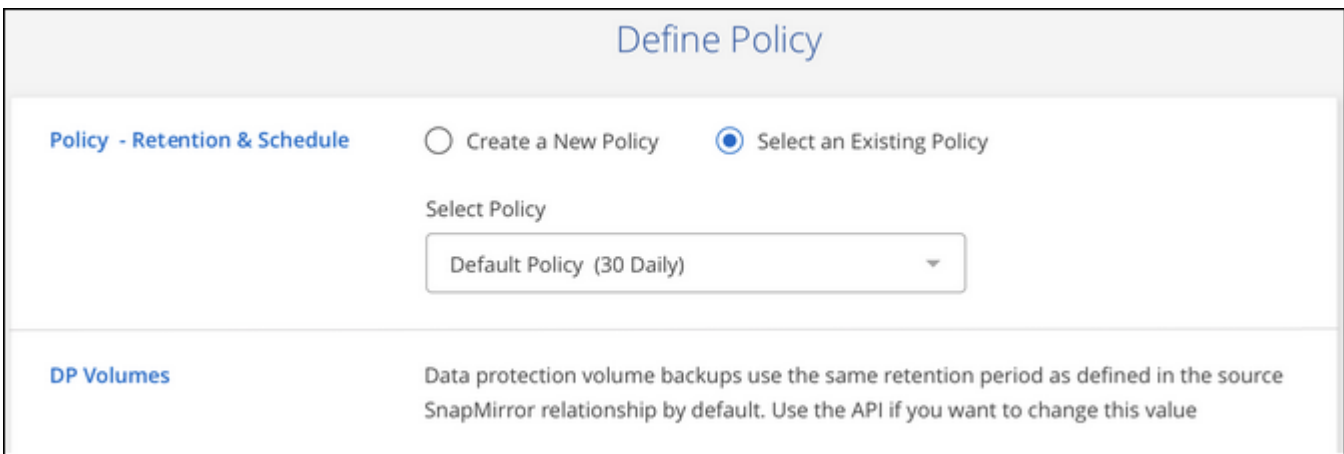 Define Policy
Policy - Retention & Schedule
Create a New Policy
Select an Existing Policy
Select Policy
Default Policy (30 Daily)
DP Volumes
Data protection volume backups use the same retention period as defined in the source
SnapMirror relationship by default. Use the API if you want to change this value